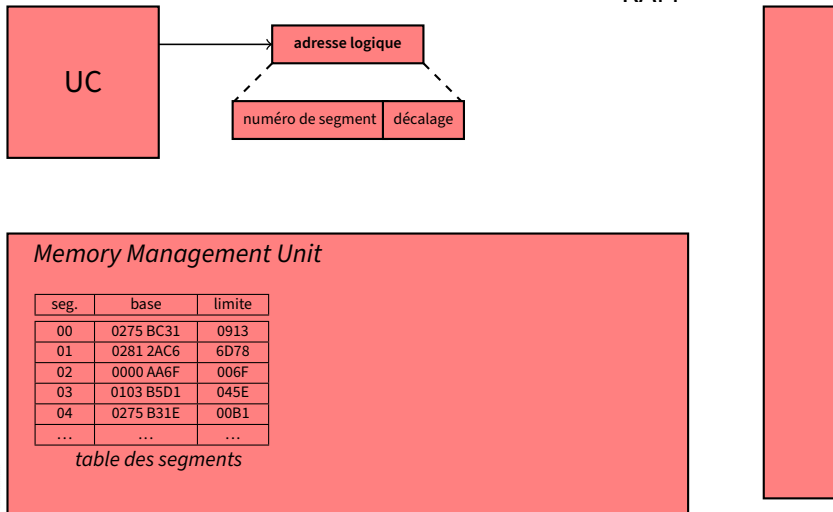 adresse logique
UC
numéro de segment décalage
Memory Management Unit
seg. base limite
00 0275 BC31 0913
01 0281 2AC6 6D78
02 0000 AA6F 006F
03 0103 B5D1 045E
04 0275 B31E 00B1
… … …
table des segments